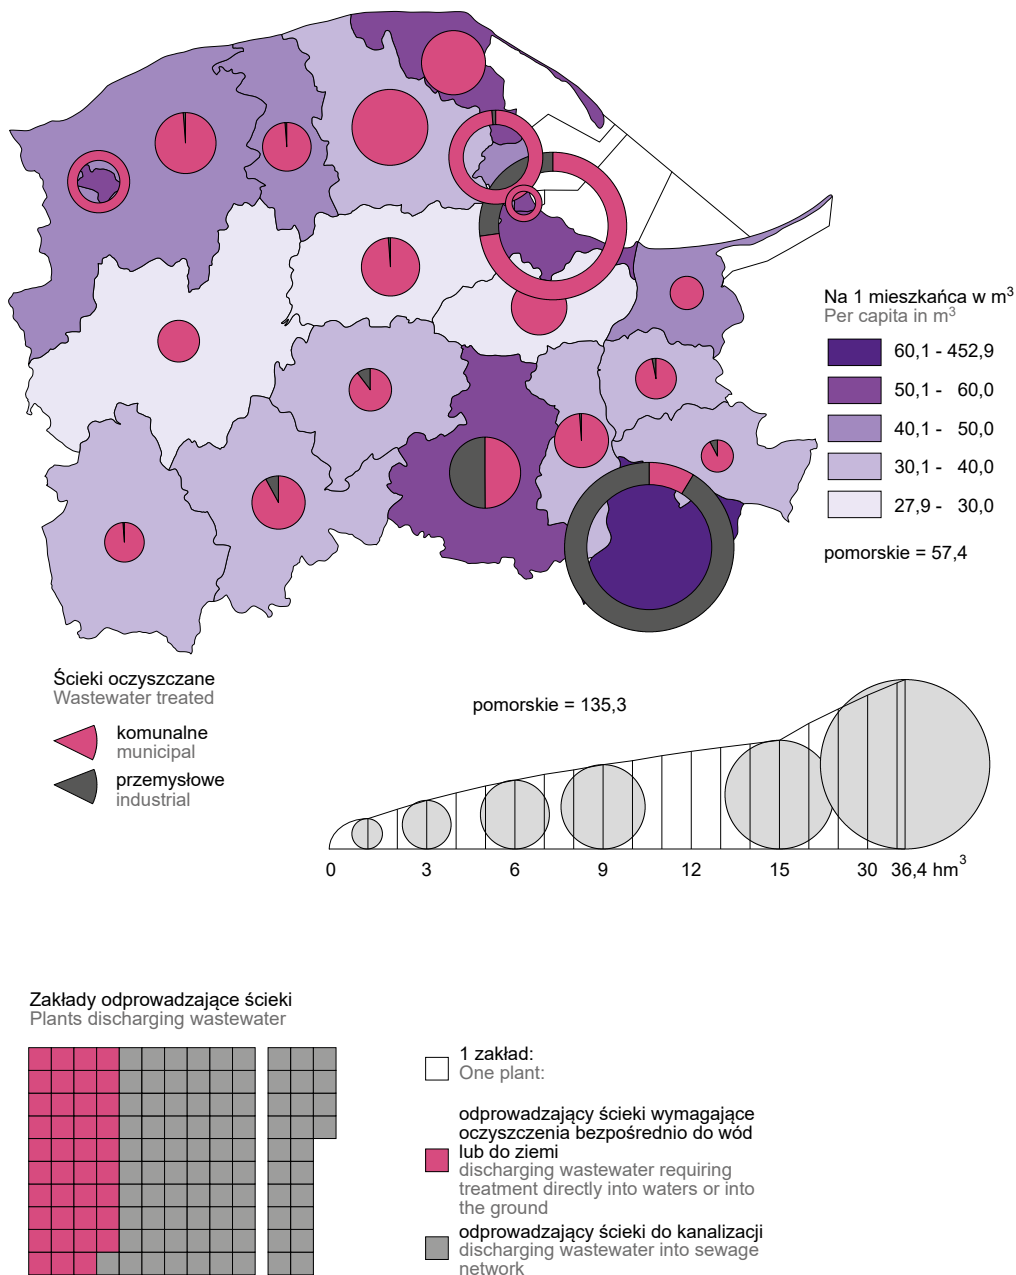 Na 1 mieszkańca w m³
Per capita in m³
60,1 - 452,9
50,1 - 60,0
40,1 - 50,0
30,1 - 40,0
27,9 - 30,0
pomorskie = 57,4
Ścieki oczyszczane
Wastewater treated
komunalne
municipal
przemysłowe
industrial
pomorskie = 135,3
0 3 6 9 12 15 30 36,4 hm³
Zakłady odprowadzające ścieki
Plants discharging wastewater
1 zakład:
One plant:
odprowadzający ścieki wymagające
oczyszczenia bezpośrednio do wód
lub do ziemi
discharging wastewater requiring
treatment directly into waters or into
the ground
odprowadzający ścieki do kanalizacji
discharging wastewater into sewage
network